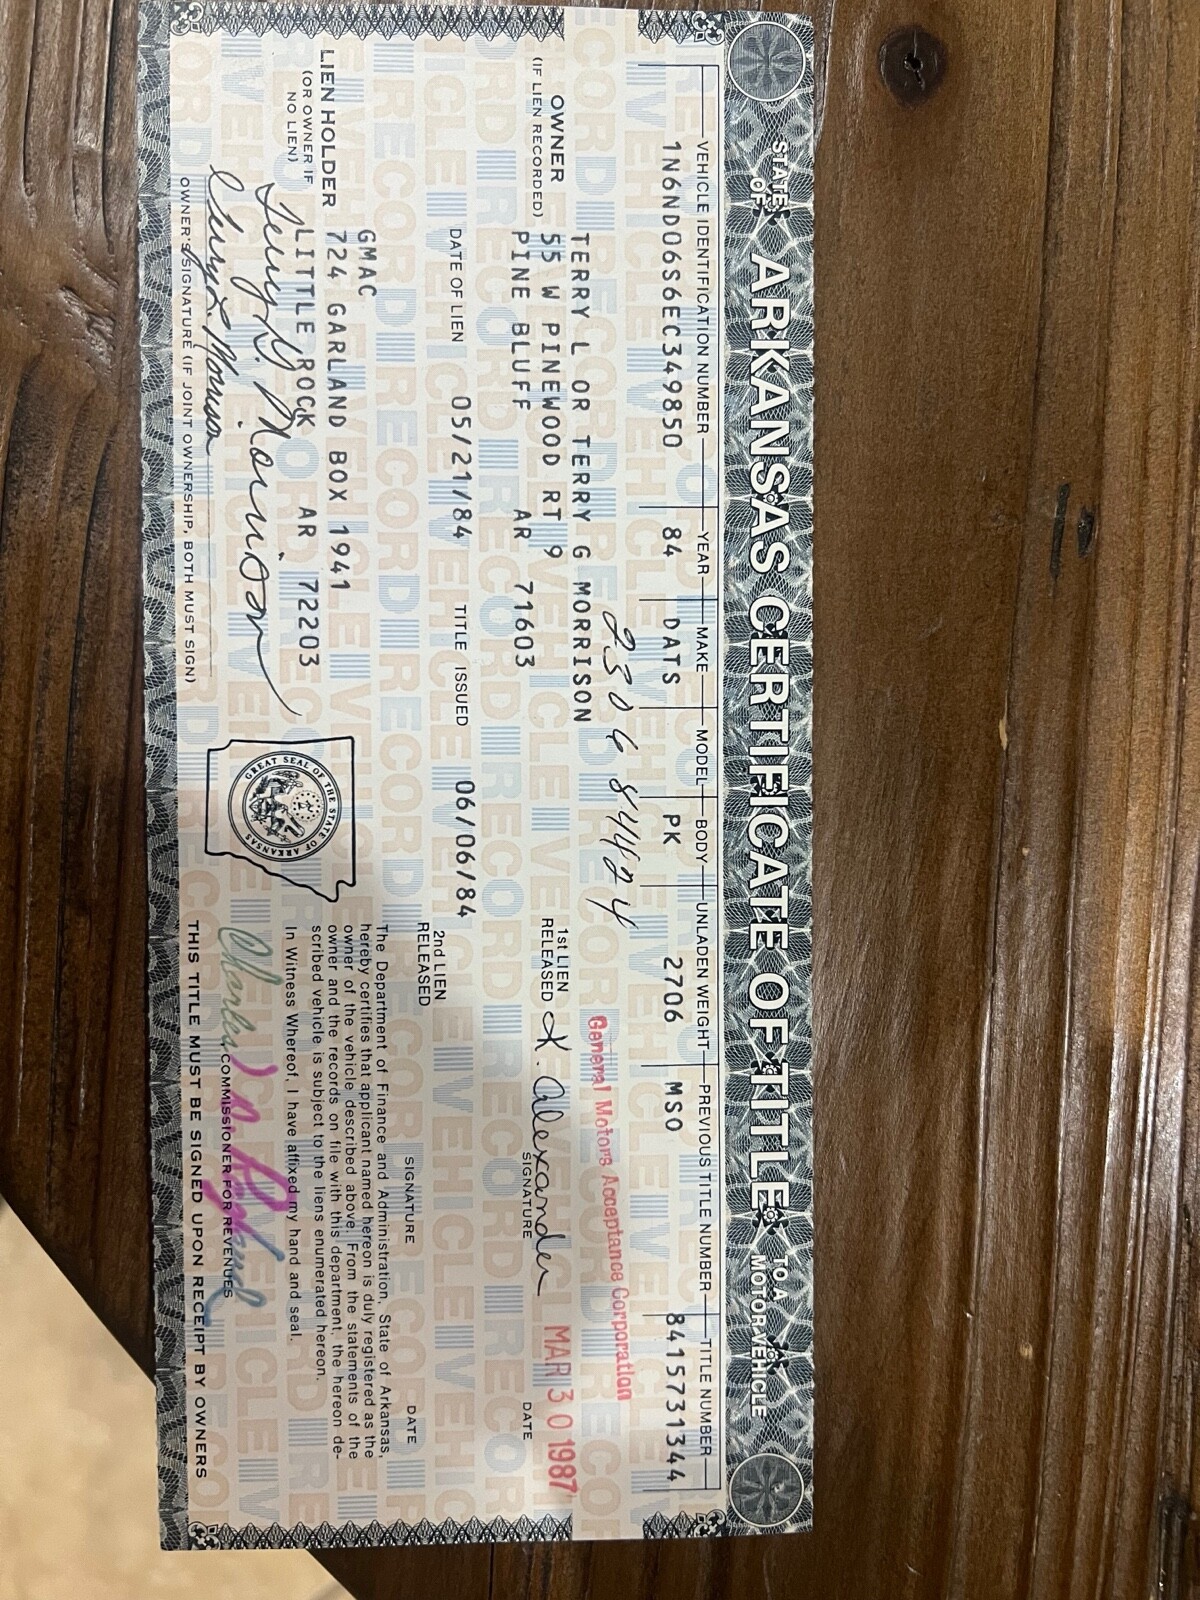 STATE OF ARKANSAS CERTIFICATE OF TITLE TO A MOTOR VEHICLE
VEHICLE IDENTIFICATION NUMBER YEAR MAKE MODEL BODY UNLADEN WEIGHT PREVIOUS TITLE NUMBER TITLE NUMBER
1N6ND06S6EC349850 84 DATS PK 2706 MSO 8415731344
General Motors Acceptance Corporation
TERRY L OR TERRY G MORRISON
OWNER
(IF LIEN RECORDED)
55 W PINEWOOD RT 9
PINE BLUFF AR 71603
1st LIEN RELEASED K. Alexander MAR 30 1987
SIGNATURE DATE
DATE OF LIEN 05/21/84 TITLE ISSUED 06/06/84
2nd LIEN RELEASED
SIGNATURE DATE
GMAC
LIEN HOLDER
(OR OWNER IF NO LIEN)
724 GARLAND BOX 1941
LITTLE ROCK AR 72203
The Department of Finance and Administration, State of Arkansas,
hereby certifies that applicant named hereon is duly registered as the
owner of the vehicle described above. From the statements of the
owner and the records on file with this department, the hereon de-
scribed vehicle is subject to the liens enumerated hereon.
In Witness Whereof, I have affixed my hand and seal.
GREAT SEAL OF THE STATE OF ARKANSAS
Terry G. Morrison
Terry L. Morrison
COMMISSIONER FOR REVENUES
OWNER'S SIGNATURE (IF JOINT OWNERSHIP, BOTH MUST SIGN)
THIS TITLE MUST BE SIGNED UPON RECEIPT BY OWNERS